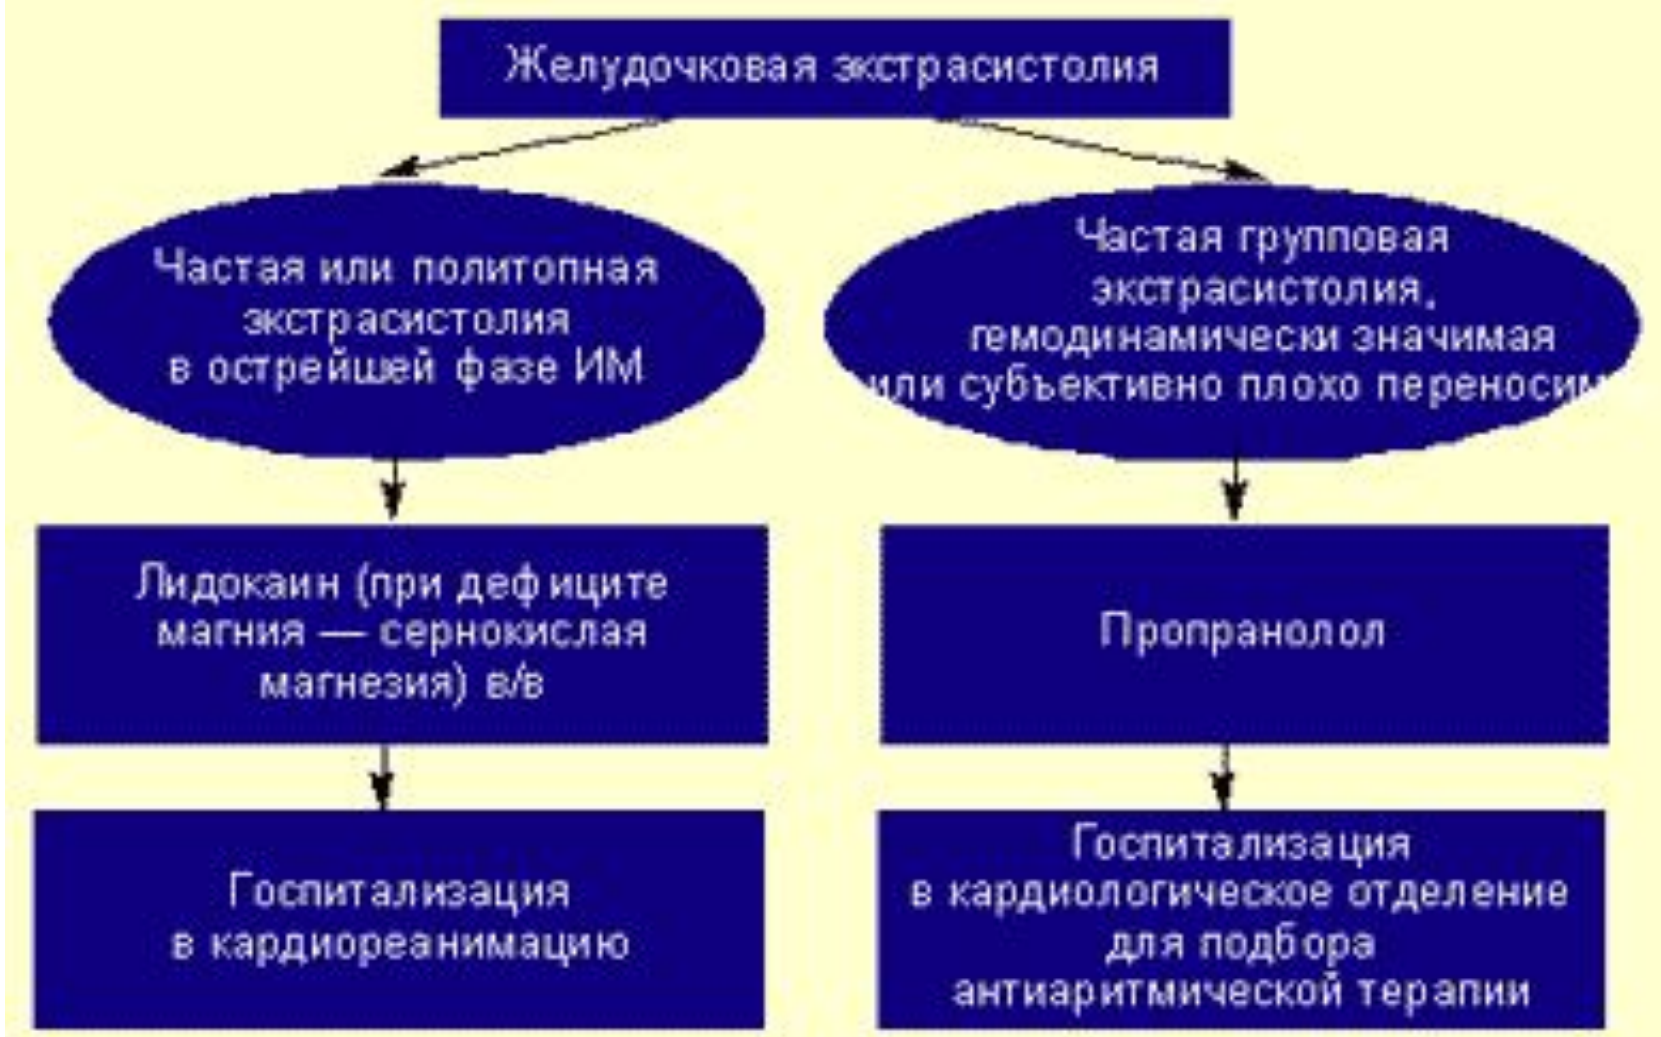 Желудочковая экстрасистолия
Частая или политопная
экстрасистолия
в острейшей фазе ИМ
Частая групповая
экстрасистолия,
гемодинамически значимая
или субъективно плохо переносим
Лидокаин (при дефиците
магния — сернокислая
магнезия) в/в
Пропранолол
Госпитализация
в кардиореанимацию
Госпитализация
в кардиологическое отделение
для подбора
антиаритмической терапии